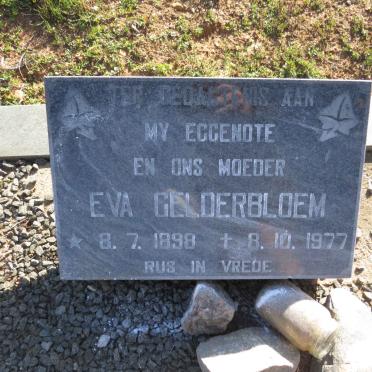 TER GEDAGTENIS AAN
MY EGGENOTE
EN ONS MOEDER
EVA GELDERBLOEM
* 8. 7. 1898 + 8. 10. 1977
RUS IN VREDE